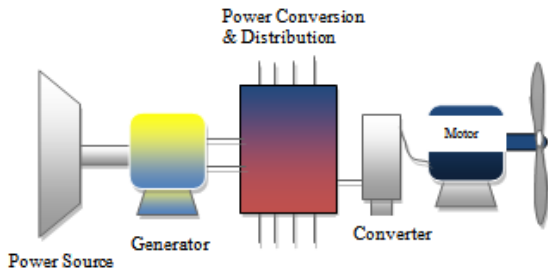 Power Conversion
& Distribution
Motor
Converter
Generator
Power Source